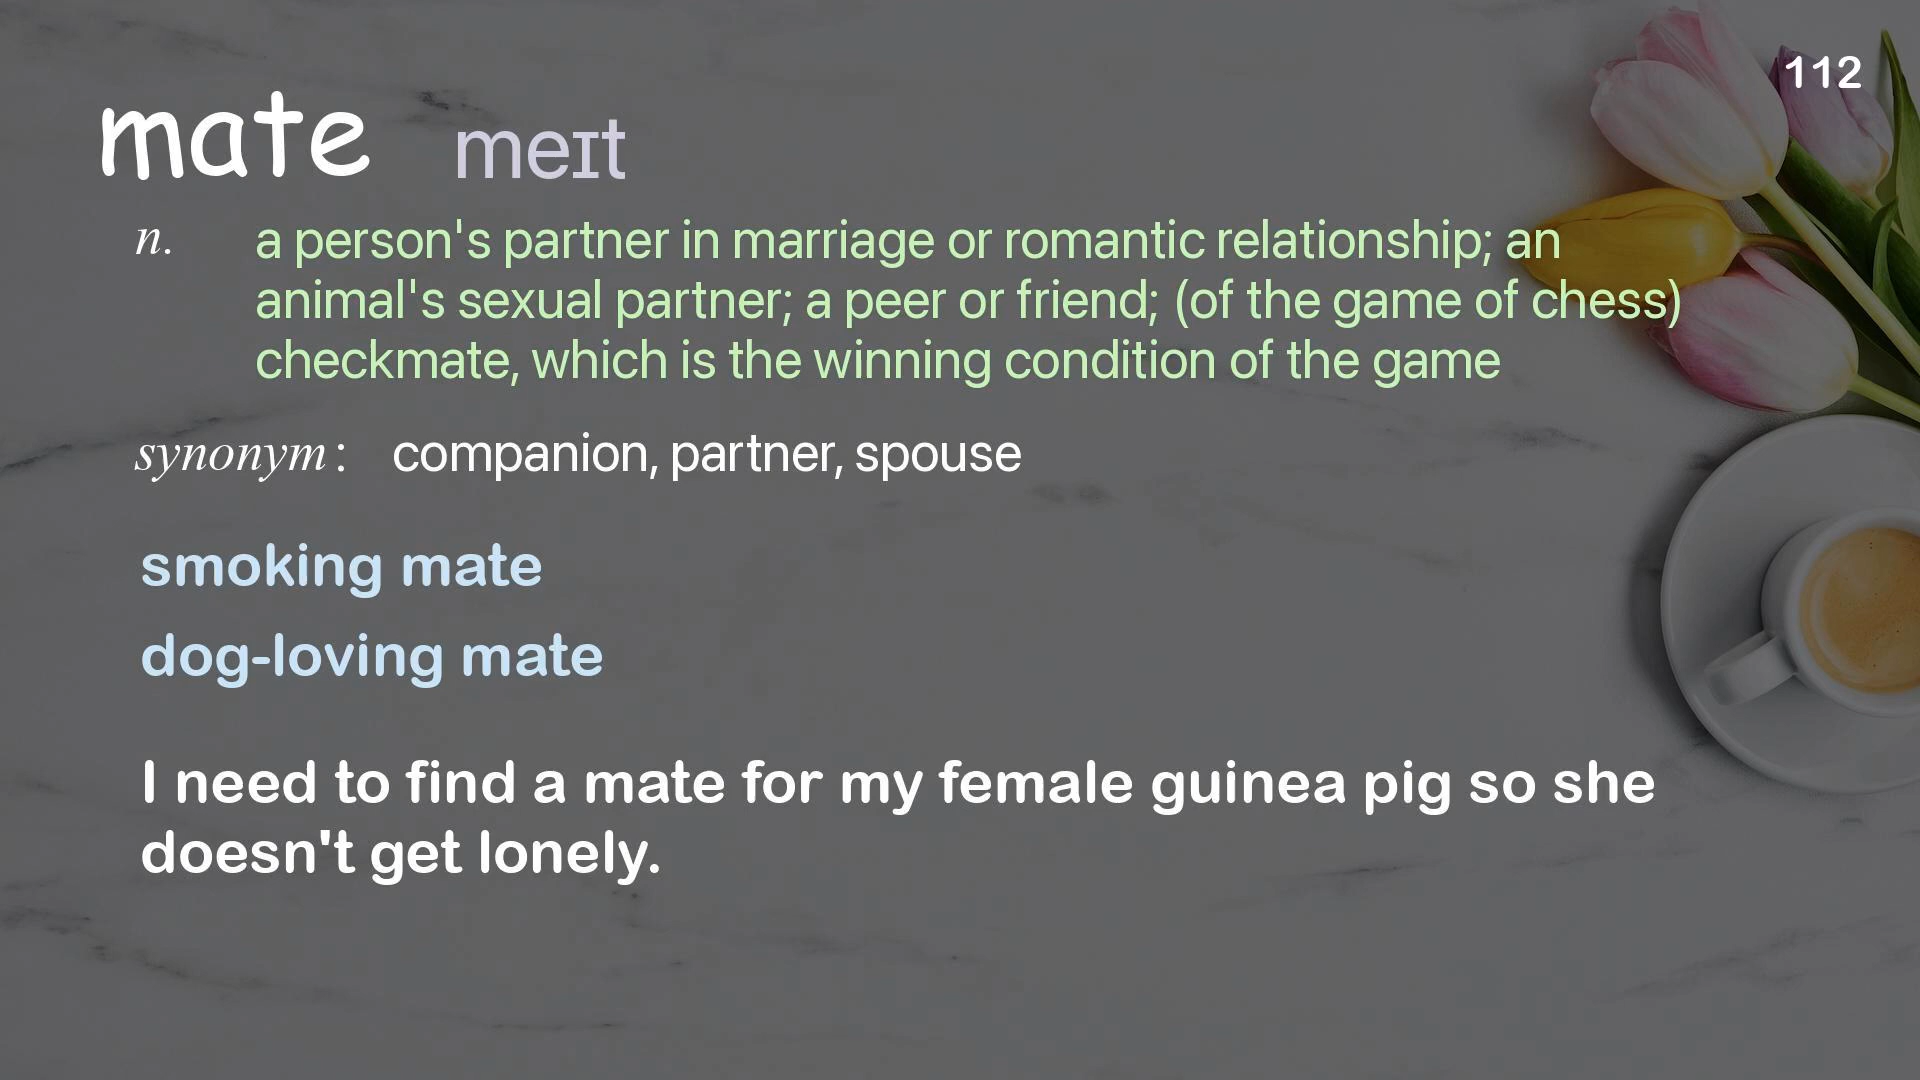 112
mate meɪt
n. a person's partner in marriage or romantic relationship; an
animal's sexual partner; a peer or friend; (of the game of chess)
checkmate, which is the winning condition of the game
synonym: companion, partner, spouse
smoking mate
dog-loving mate
I need to find a mate for my female guinea pig so she
doesn't get lonely.